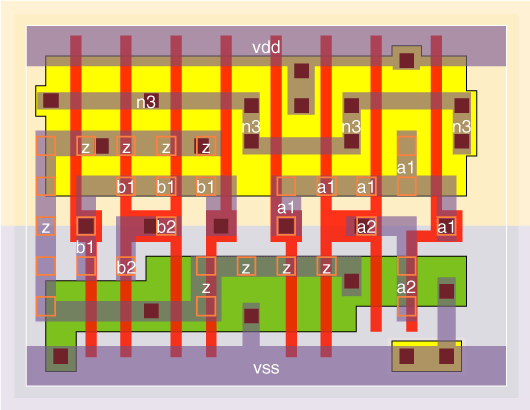 vdd
n3
n3 n3 n3
z z z z
a1
b1 b1 b1 a1 a1
a1
z b2 a2 a1
b1
b2 z z z
z a2
vss